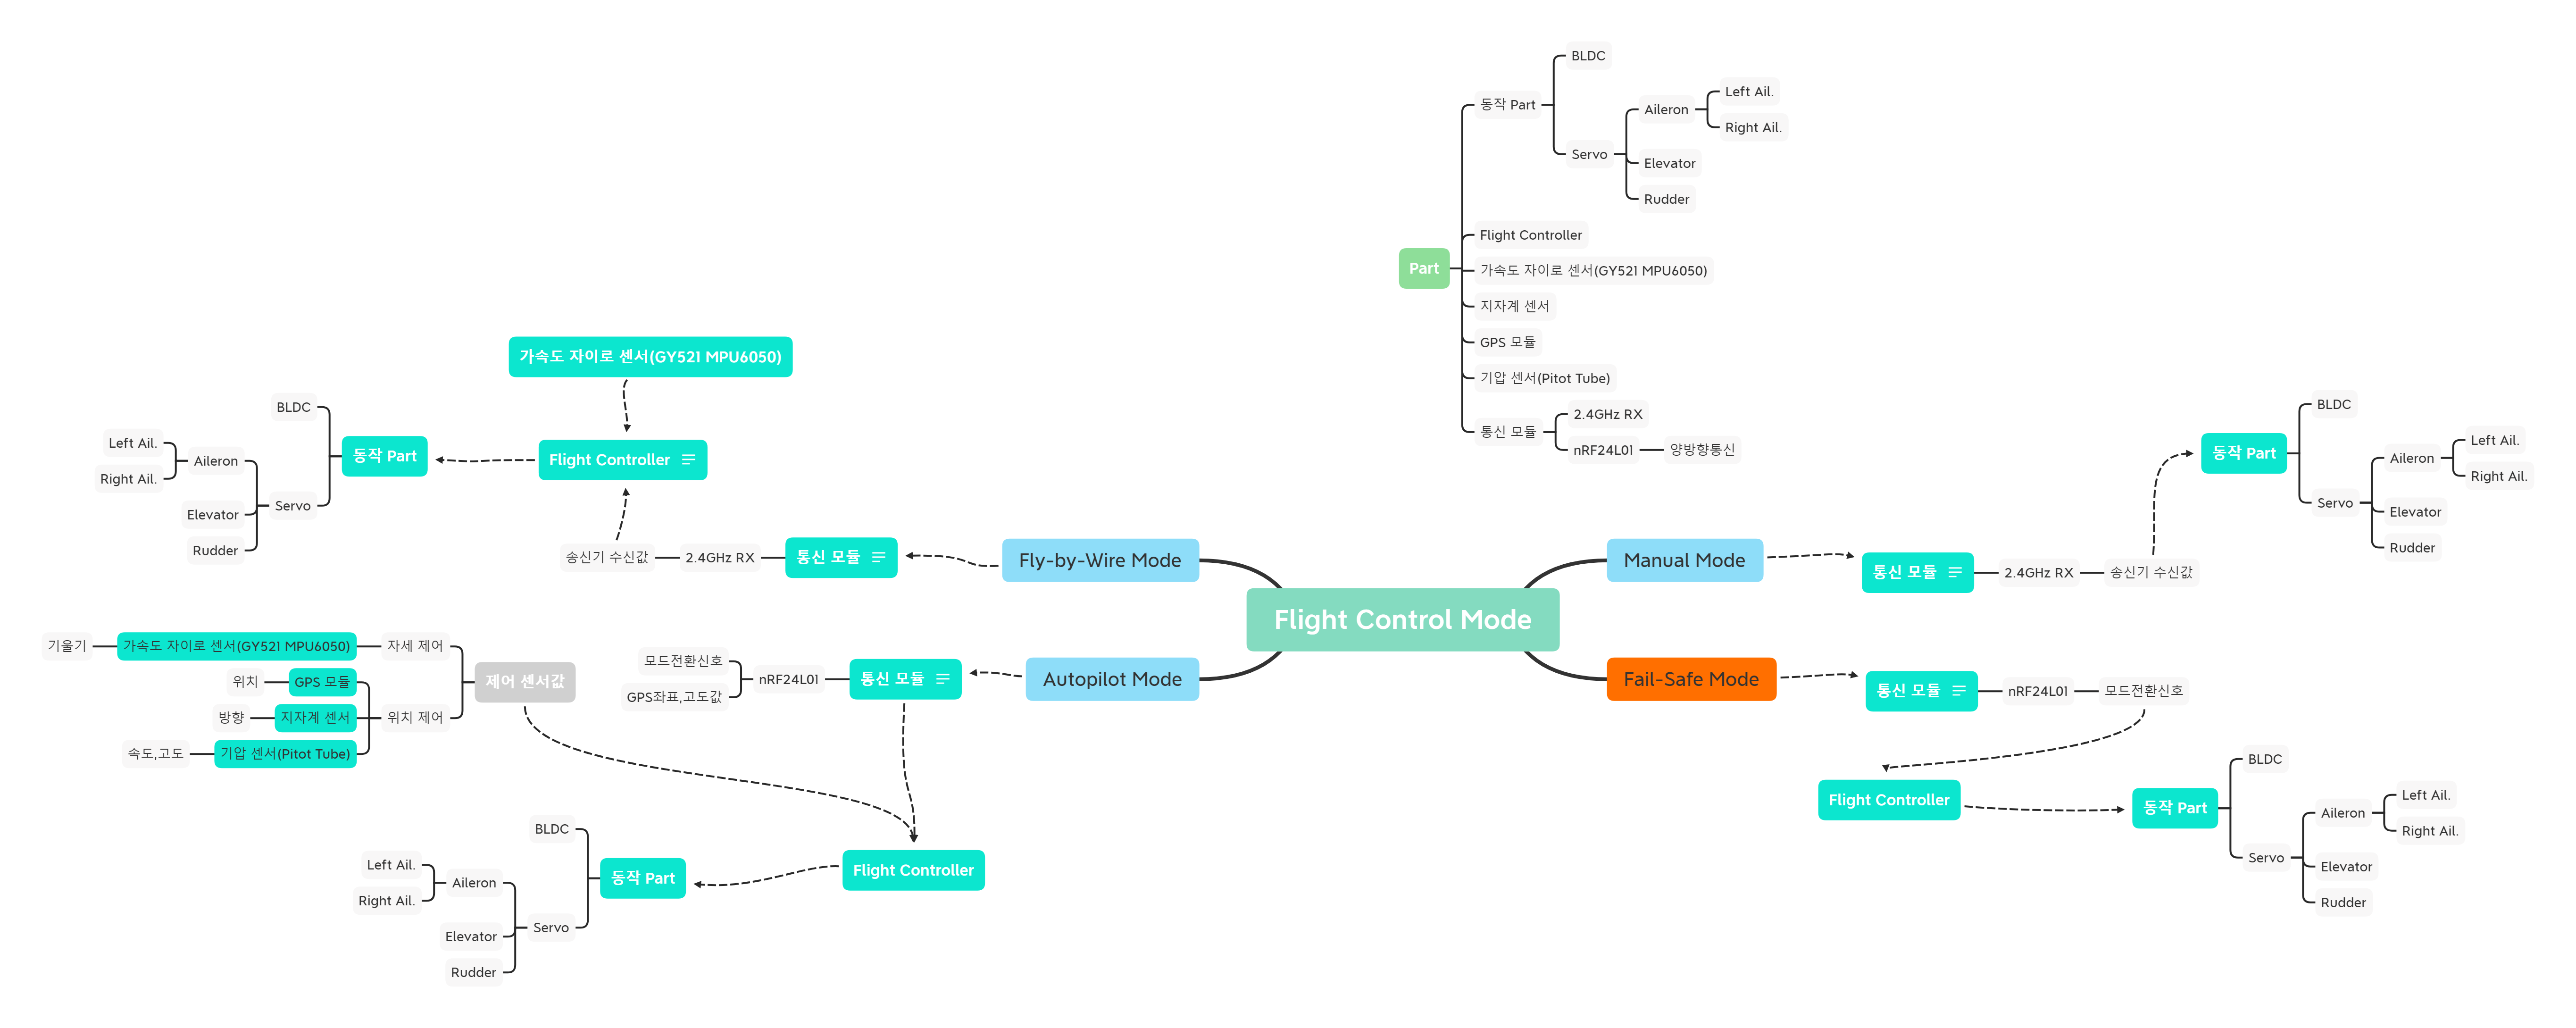 BLDC
Left Ail.
동작 Part
Aileron
Right Ail.
Servo
Elevator
Rudder
Flight Controller
Part
가속도 자이로 센서(GY521 MPU6050)
지자계 센서
GPS 모듈
기압 센서(Pitot Tube)
2.4GHz RX
통신 모듈
nRF24L01
양방향통신
가속도 자이로 센서(GY521 MPU6050)
BLDC
Left Ail.
동작 Part
Flight Controller
Aileron
Right Ail.
Servo
Elevator
Rudder
송신기 수신값
2.4GHz RX
통신 모듈
Fly-by-Wire Mode
Manual Mode
통신 모듈
2.4GHz RX
송신기 수신값
BLDC
동작 Part
Left Ail.
Aileron
Right Ail.
Servo
Elevator
Rudder
Flight Control Mode
기울기
가속도 자이로 센서(GY521 MPU6050)
자세 제어
위치
GPS 모듈
제어 센서값
방향
지자계 센서
위치 제어
속도,고도
기압 센서(Pitot Tube)
모드전환신호
GPS좌표,고도값
nRF24L01
통신 모듈
Autopilot Mode
Fail-Safe Mode
통신 모듈
nRF24L01
모드전환신호
BLDC
Left Ail.
동작 Part
Flight Controller
Aileron
Right Ail.
Servo
Elevator
Rudder
Flight Controller
동작 Part
BLDC
Left Ail.
Aileron
Right Ail.
Servo
Elevator
Rudder